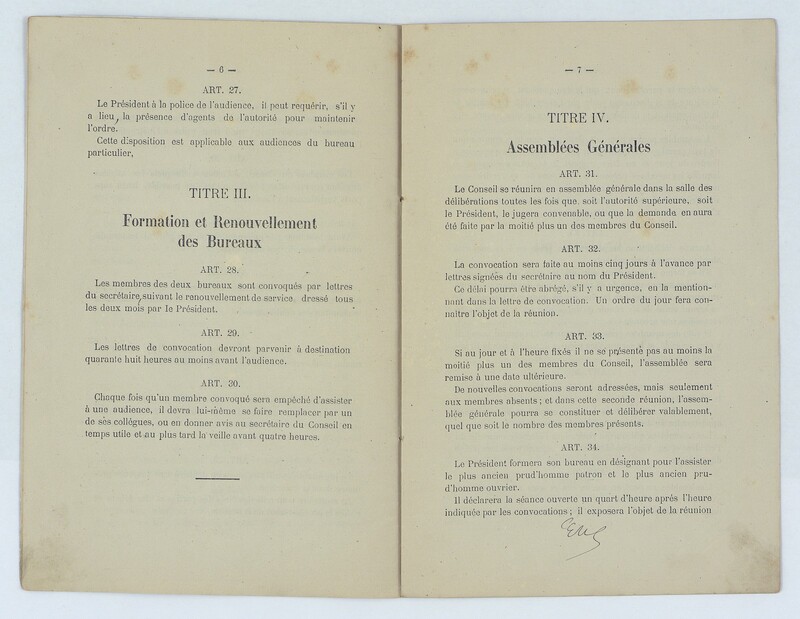 — 6 —
ART. 27.
Le Président à la police de l'audience, il peut requérir, s'il y
a lieu, la présence d'agents de l'autorité pour maintenir
l'ordre.
Cette disposition est applicable aux audiences du bureau
particulier,
TITRE III.
Formation et Renouvellement
des Bureaux
ART. 28.
Les membres des deux bureaux sont convoqués par lettres
du secrétaire, suivant le renouvellement de service dressé tous
les deux mois par le Président.
ART. 29.
Les lettres de convocation devront parvenir à destination
quarante huit heures au moins avant l'audience.
ART. 30.
Chaque fois qu'un membre convoqué sera empêché d'assister
à une audience, il devra lui-même se faire remplacer par un
de ses collégues, ou en donner avis au secrétaire du Conseil en
temps utile et au plus tard la veille avant quatre heures.
— 7 —
TITRE IV.
Assemblées Générales
ART. 31.
Le Conseil se réunira en assemblée générale dans la salle des
délibérations toutes les fois que, soit l'autorité supérieure, soit
le Président, le jugera convenable, ou que la demande en aura
été faite par la moitié plus un des membres du Conseil.
ART. 32.
La convocation sera faite au moins cinq jours à l'avance par
lettres signées du secrétaire au nom du Président.
Ce délai pourra être abrégé, s'il y a urgence, en la mention-
nant dans la lettre de convocation. Un ordre du jour fera con-
naître l'objet de la réunion.
ART. 33.
Si au jour et à l'heure fixés il ne se présente pas au moins la
moitié plus un des membres du Conseil, l'assemblée sera
remise à une date ultérieure.
De nouvelles convocations seront adressées, mais seulement
aux membres absents ; et dans cette seconde réunion, l'assem-
blée générale pourra se constituer et délibérer valablement,
quel que soit le nombre des membres présents.
ART. 34.
Le Président formera son bureau en désignant pour l'assister
le plus ancien prud'homme patron et le plus ancien pru-
d'homme ouvrier.
Il déclarera la séance ouverte un quart d'heure aprés l'heure
indiquée par les convocations ; il exposera l'objet de la réunion